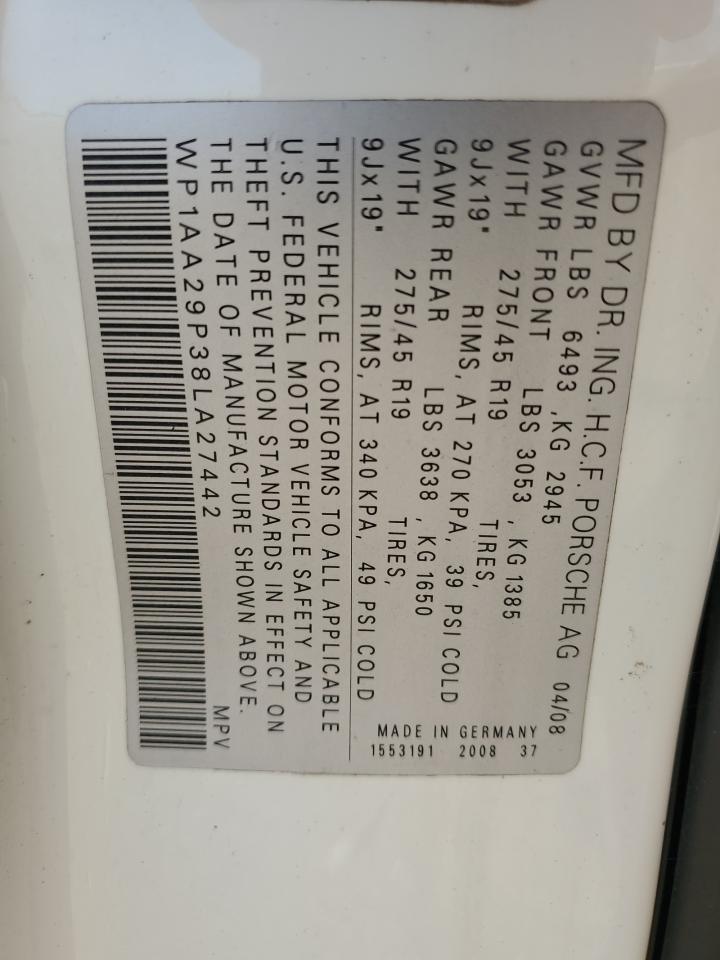 MFD BY DR. ING. H.C.F. PORSCHE AG 04/08
GVWR LBS 6493 ,KG 2945
GAWR FRONT LBS 3053 , KG 1385
WITH 275/45 R19 TIRES,
9Jx19" RIMS, AT 270 KPA, 39 PSI COLD
GAWR REAR LBS 3638 , KG 1650
WITH 275/45 R19 TIRES,
9Jx19" RIMS, AT 340 KPA, 49 PSI COLD
MADE IN GERMANY
1553191 2008 37
THIS VEHICLE CONFORMS TO ALL APPLICABLE
U.S. FEDERAL MOTOR VEHICLE SAFETY AND
THEFT PREVENTION STANDARDS IN EFFECT ON
THE DATE OF MANUFACTURE SHOWN ABOVE.
WP1AA29P38LA27442 MPV